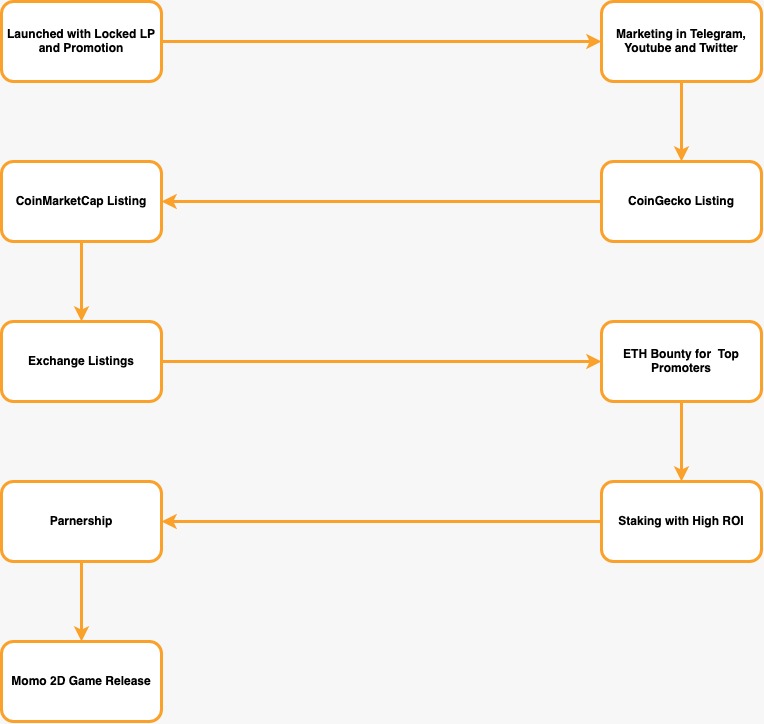 Launched with Locked LP
and Promotion
Marketing in Telegram,
Youtube and Twitter
CoinGecko Listing
CoinMarketCap Listing
Exchange Listings
ETH Bounty for  Top
Promoters
Staking with High ROI
Parnership
Momo 2D Game Release